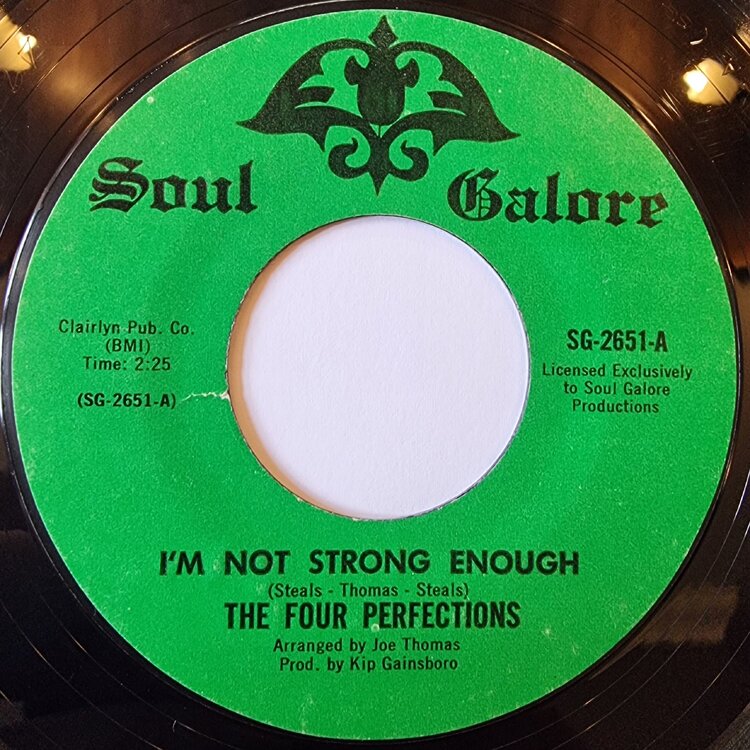 Soul Galore
Clairlyn Pub. Co.
(BMI)
Time: 2:25
(SG-2651-A)
SG-2651-A
Licensed Exclusively
to Soul Galore
Productions
I'M NOT STRONG ENOUGH
(Steals - Thomas - Steals)
THE FOUR PERFECTIONS
Arranged by Joe Thomas
Prod. by Kip Gainsboro